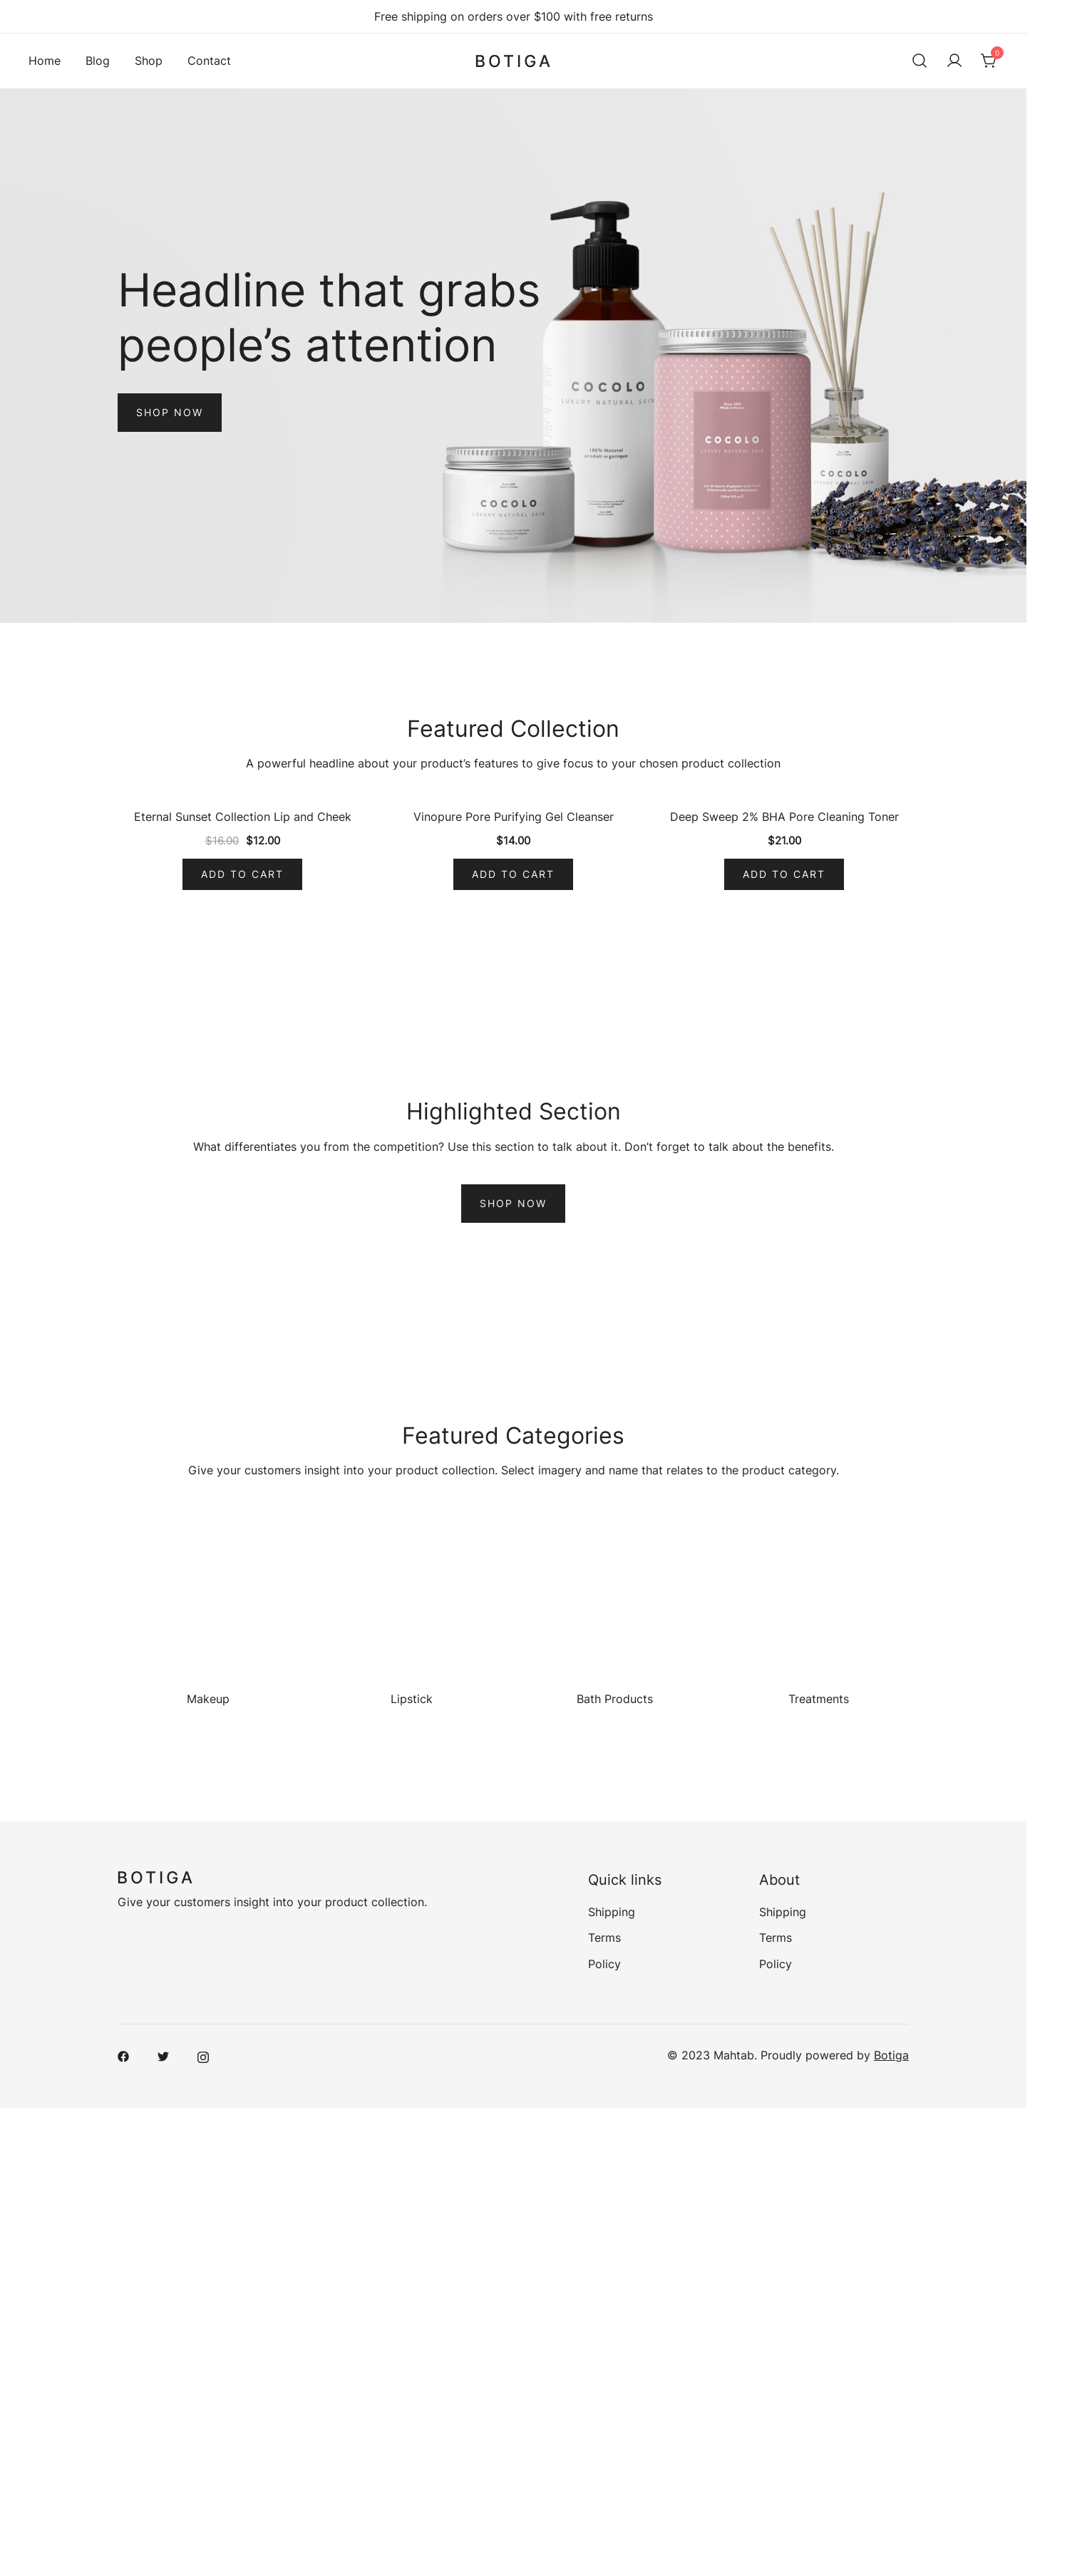 Free shipping on orders over $100 with free returns
Home Blog Shop Contact
BOTIGA
0
Headline that grabs
people’s attention
SHOP NOW
COCOLO
LUXURY NATURAL SKIN
100% Natural
produit organique
COCOLO
LUXURY NATURAL SKIN
COCOLO
LUXURY NATURAL SKIN
COCOLO
Featured Collection
A powerful headline about your product’s features to give focus to your chosen product collection
Eternal Sunset Collection Lip and Cheek
$16.00 $12.00
ADD TO CART
Vinopure Pore Purifying Gel Cleanser
$14.00
ADD TO CART
Deep Sweep 2% BHA Pore Cleaning Toner
$21.00
ADD TO CART
Highlighted Section
What differentiates you from the competition? Use this section to talk about it. Don’t forget to talk about the benefits.
SHOP NOW
Featured Categories
Give your customers insight into your product collection. Select imagery and name that relates to the product category.
Makeup
Lipstick
Bath Products
Treatments
BOTIGA
Give your customers insight into your product collection.
Quick links
Shipping
Terms
Policy
About
Shipping
Terms
Policy
© 2023 Mahtab. Proudly powered by Botiga